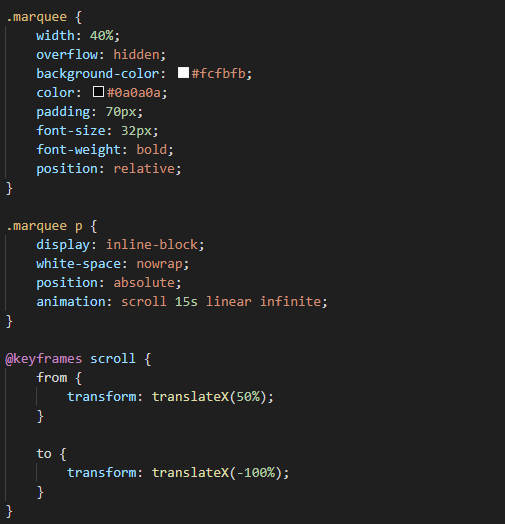 .marquee {
    width: 40%;
    overflow: hidden;
    background-color: #fcfbfb;
    color: #0a0a0a;
    padding: 70px;
    font-size: 32px;
    font-weight: bold;
    position: relative;
}

.marquee p {
    display: inline-block;
    white-space: nowrap;
    position: absolute;
    animation: scroll 15s linear infinite;
}

@keyframes scroll {
    from {
        transform: translateX(50%);
    }

    to {
        transform: translateX(-100%);
    }
}